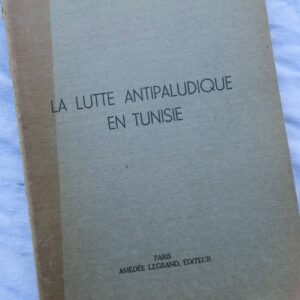 LA LUTTE ANTIPALUDIQUE
EN TUNISIE
PARIS
AMÉDÉE LEGRAND, ÉDITEUR